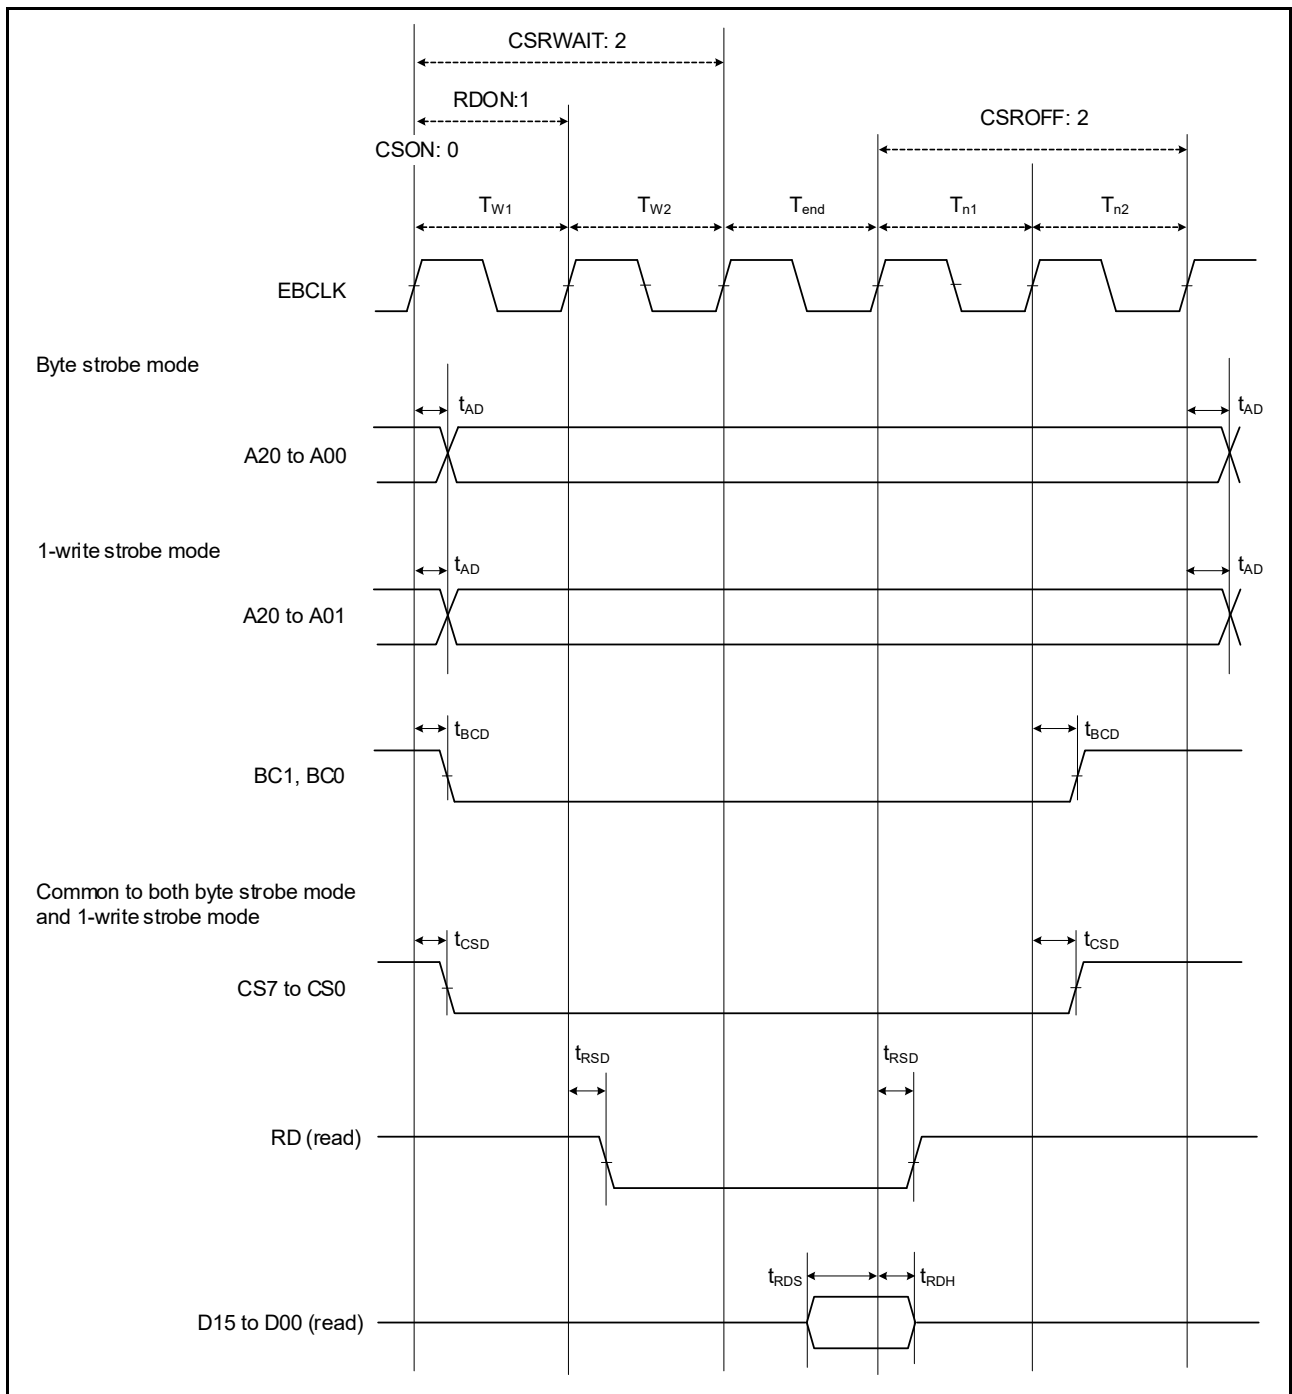 CSRWAIT: 2
RDON:1
CSROFF: 2
CSON: 0
TW1
TW2
Tend
Tn1
Tn2
EBCLK
Byte strobe mode
tAD
tAD
A20 to A00
1-write strobe mode
tAD
tAD
A20 to A01
tBCD
tBCD
BC1, BC0
Common to both byte strobe mode
and 1-write strobe mode
tCSD
tCSD
CS7 to CS0
tRSD
tRSD
RD (read)
tRDS
tRDH
D15 to D00 (read)